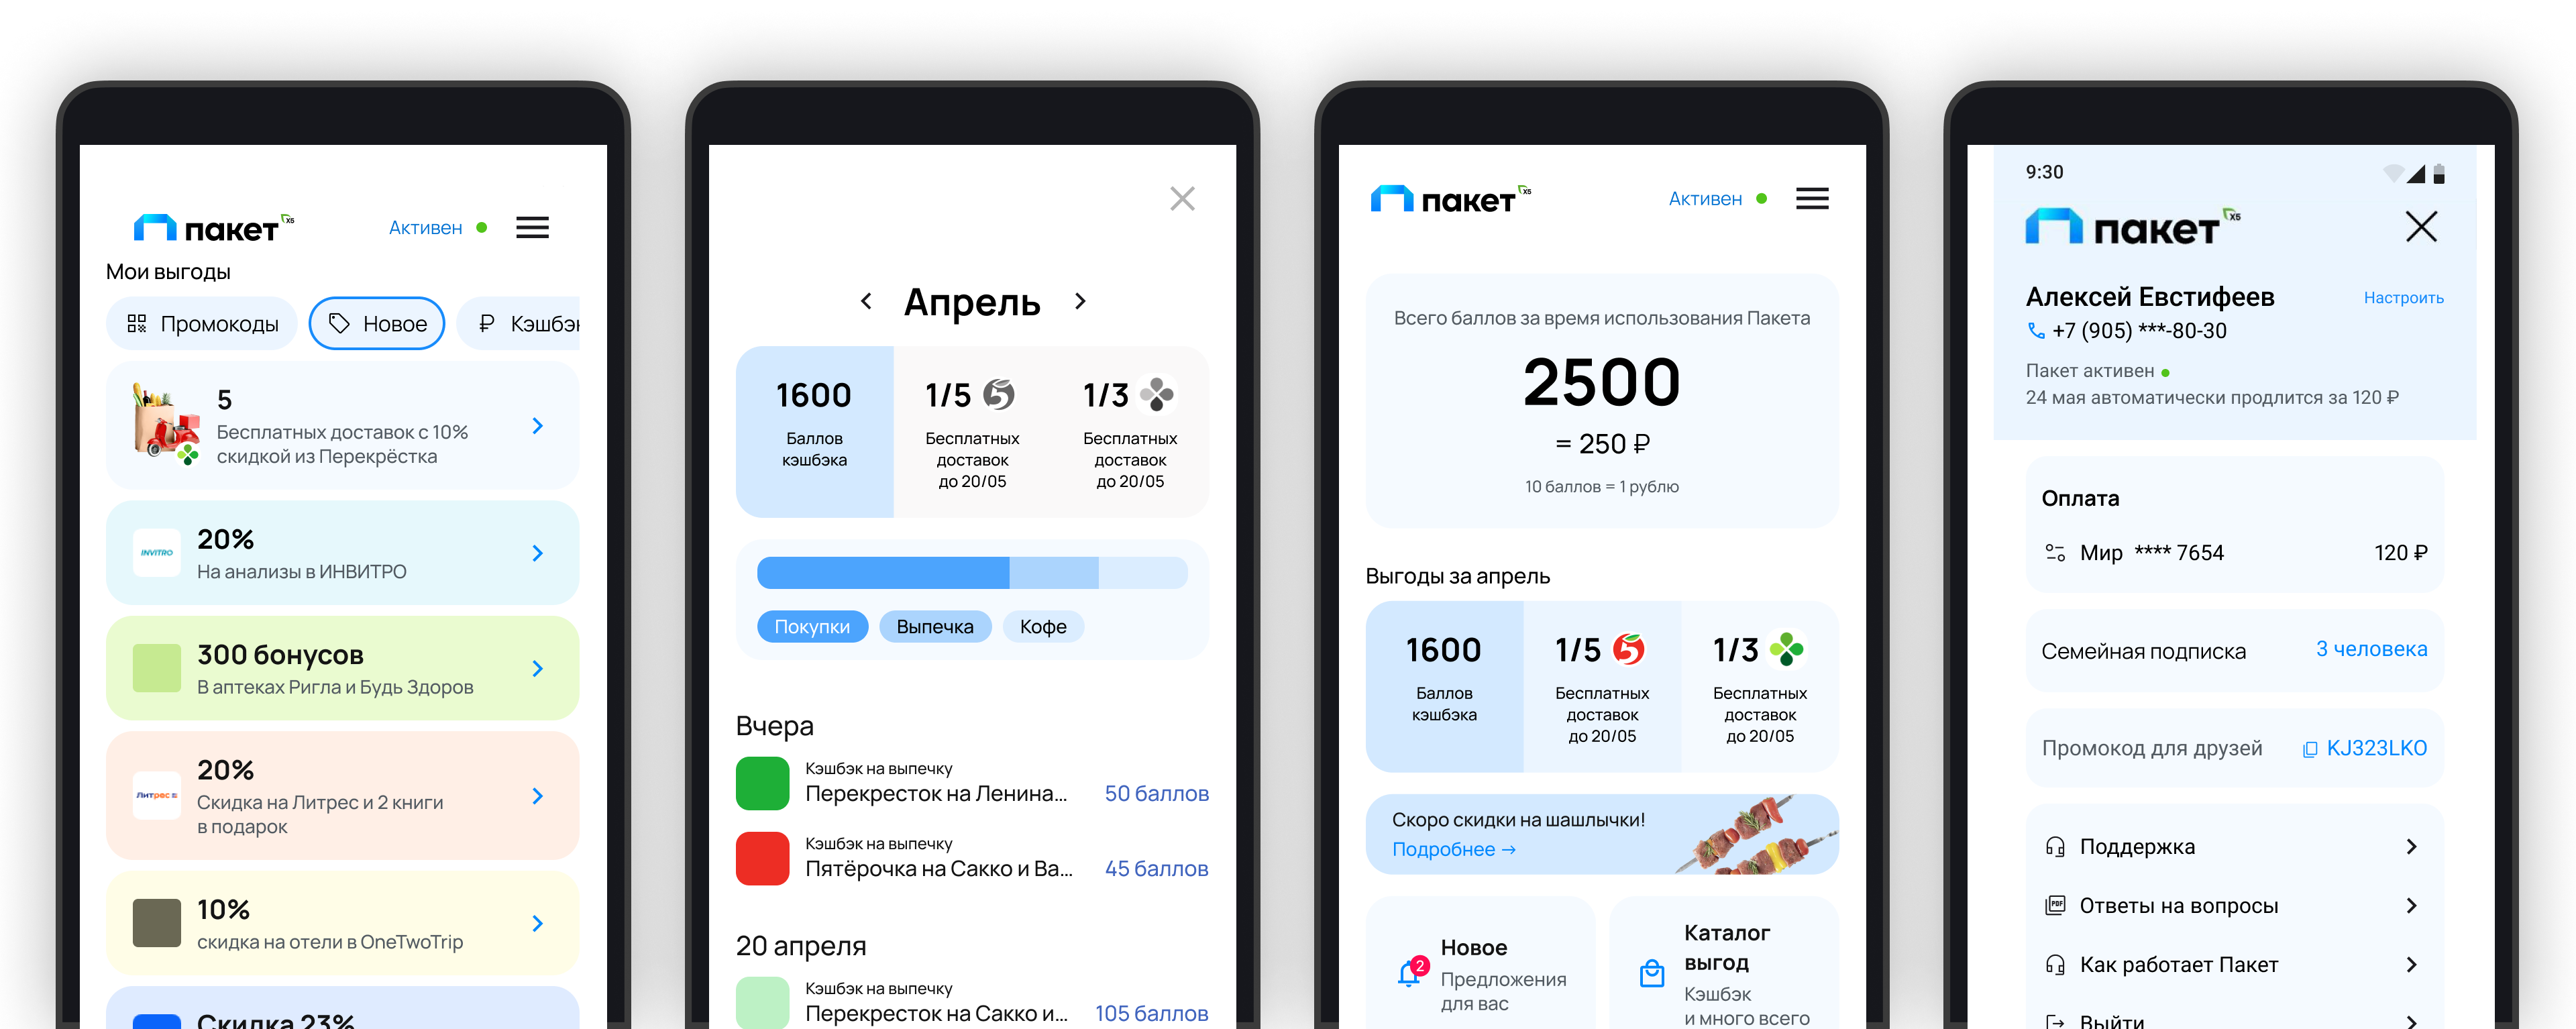 пакет X5
Активен
Мои выгоды
Промокоды
Новое
Кэшбэ
5
Бесплатных доставок с 10%
скидкой из Перекрёстка
INVITRO
20%
На анализы в ИНВИТРО
300 бонусов
В аптеках Ригла и Будь Здоров
Литрес
20%
Скидка на Литрес и 2 книги
в подарок
10%
скидка на отели в OneTwoTrip
Скидка 23%
Апрель
1600
Баллов
кэшбэка
1/5 5
Бесплатных
доставок
до 20/05
1/3
Бесплатных
доставок
до 20/05
Покупки
Выпечка
Кофе
Вчера
Кэшбэк на выпечку
Перекресток на Ленина...
50 баллов
Кэшбэк на выпечку
Пятёрочка на Сакко и Ва...
45 баллов
20 апреля
Кэшбэк на выпечку
Перекресток на Сакко и...
105 баллов
пакет X5
Активен
Всего баллов за время использования Пакета
2500
= 250 ₽
10 баллов = 1 рублю
Выгоды за апрель
1600
Баллов
кэшбэка
1/5 5
Бесплатных
доставок
до 20/05
1/3
Бесплатных
доставок
до 20/05
Скоро скидки на шашлычки!
Подробнее →
2
Новое
Предложения
для вас
Каталог
выгод
Кэшбэк
и много всего
9:30
пакет X5
Алексей Евстифеев
Настроить
+7 (905) ***-80-30
Пакет активен
24 мая автоматически продлится за 120 ₽
Оплата
Мир **** 7654
120 ₽
Семейная подписка
3 человека
Промокод для друзей
KJ323LKO
Поддержка
PDF
Ответы на вопросы
Как работает Пакет
Выйти